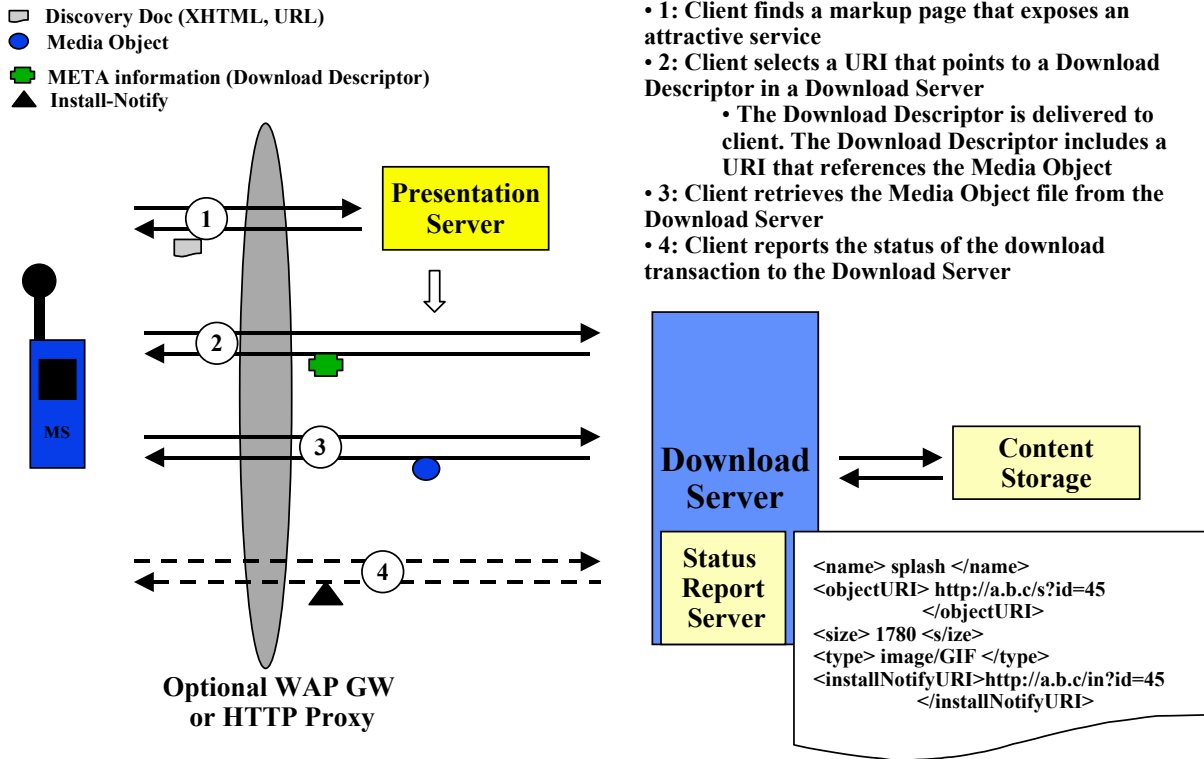 Discovery Doc (XHTML, URL)
Media Object
META information (Download Descriptor)
Install-Notify
• 1: Client finds a markup page that exposes an
attractive service
• 2: Client selects a URI that points to a Download
Descriptor in a Download Server
• The Download Descriptor is delivered to
client. The Download Descriptor includes a
URI that references the Media Object
• 3: Client retrieves the Media Object file from the
Download Server
• 4: Client reports the status of the download
transaction to the Download Server
1
Presentation
Server
2
MS
3
4
Optional WAP GW
or HTTP Proxy
Download
Server
Content
Storage
Status
Report
Server
<name> splash </name>
<objectURI> http://a.b.c/s?id=45
</objectURI>
<size> 1780 <s/ize>
<type> image/GIF </type>
<installNotifyURI>http://a.b.c/in?id=45
</installNotifyURI>